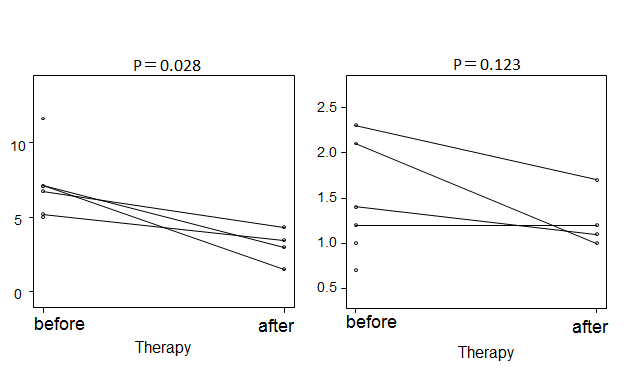 P＝0.028
10
5
0
before
after
Therapy
P＝0.123
2.5
2.0
1.5
1.0
0.5
before
after
Therapy